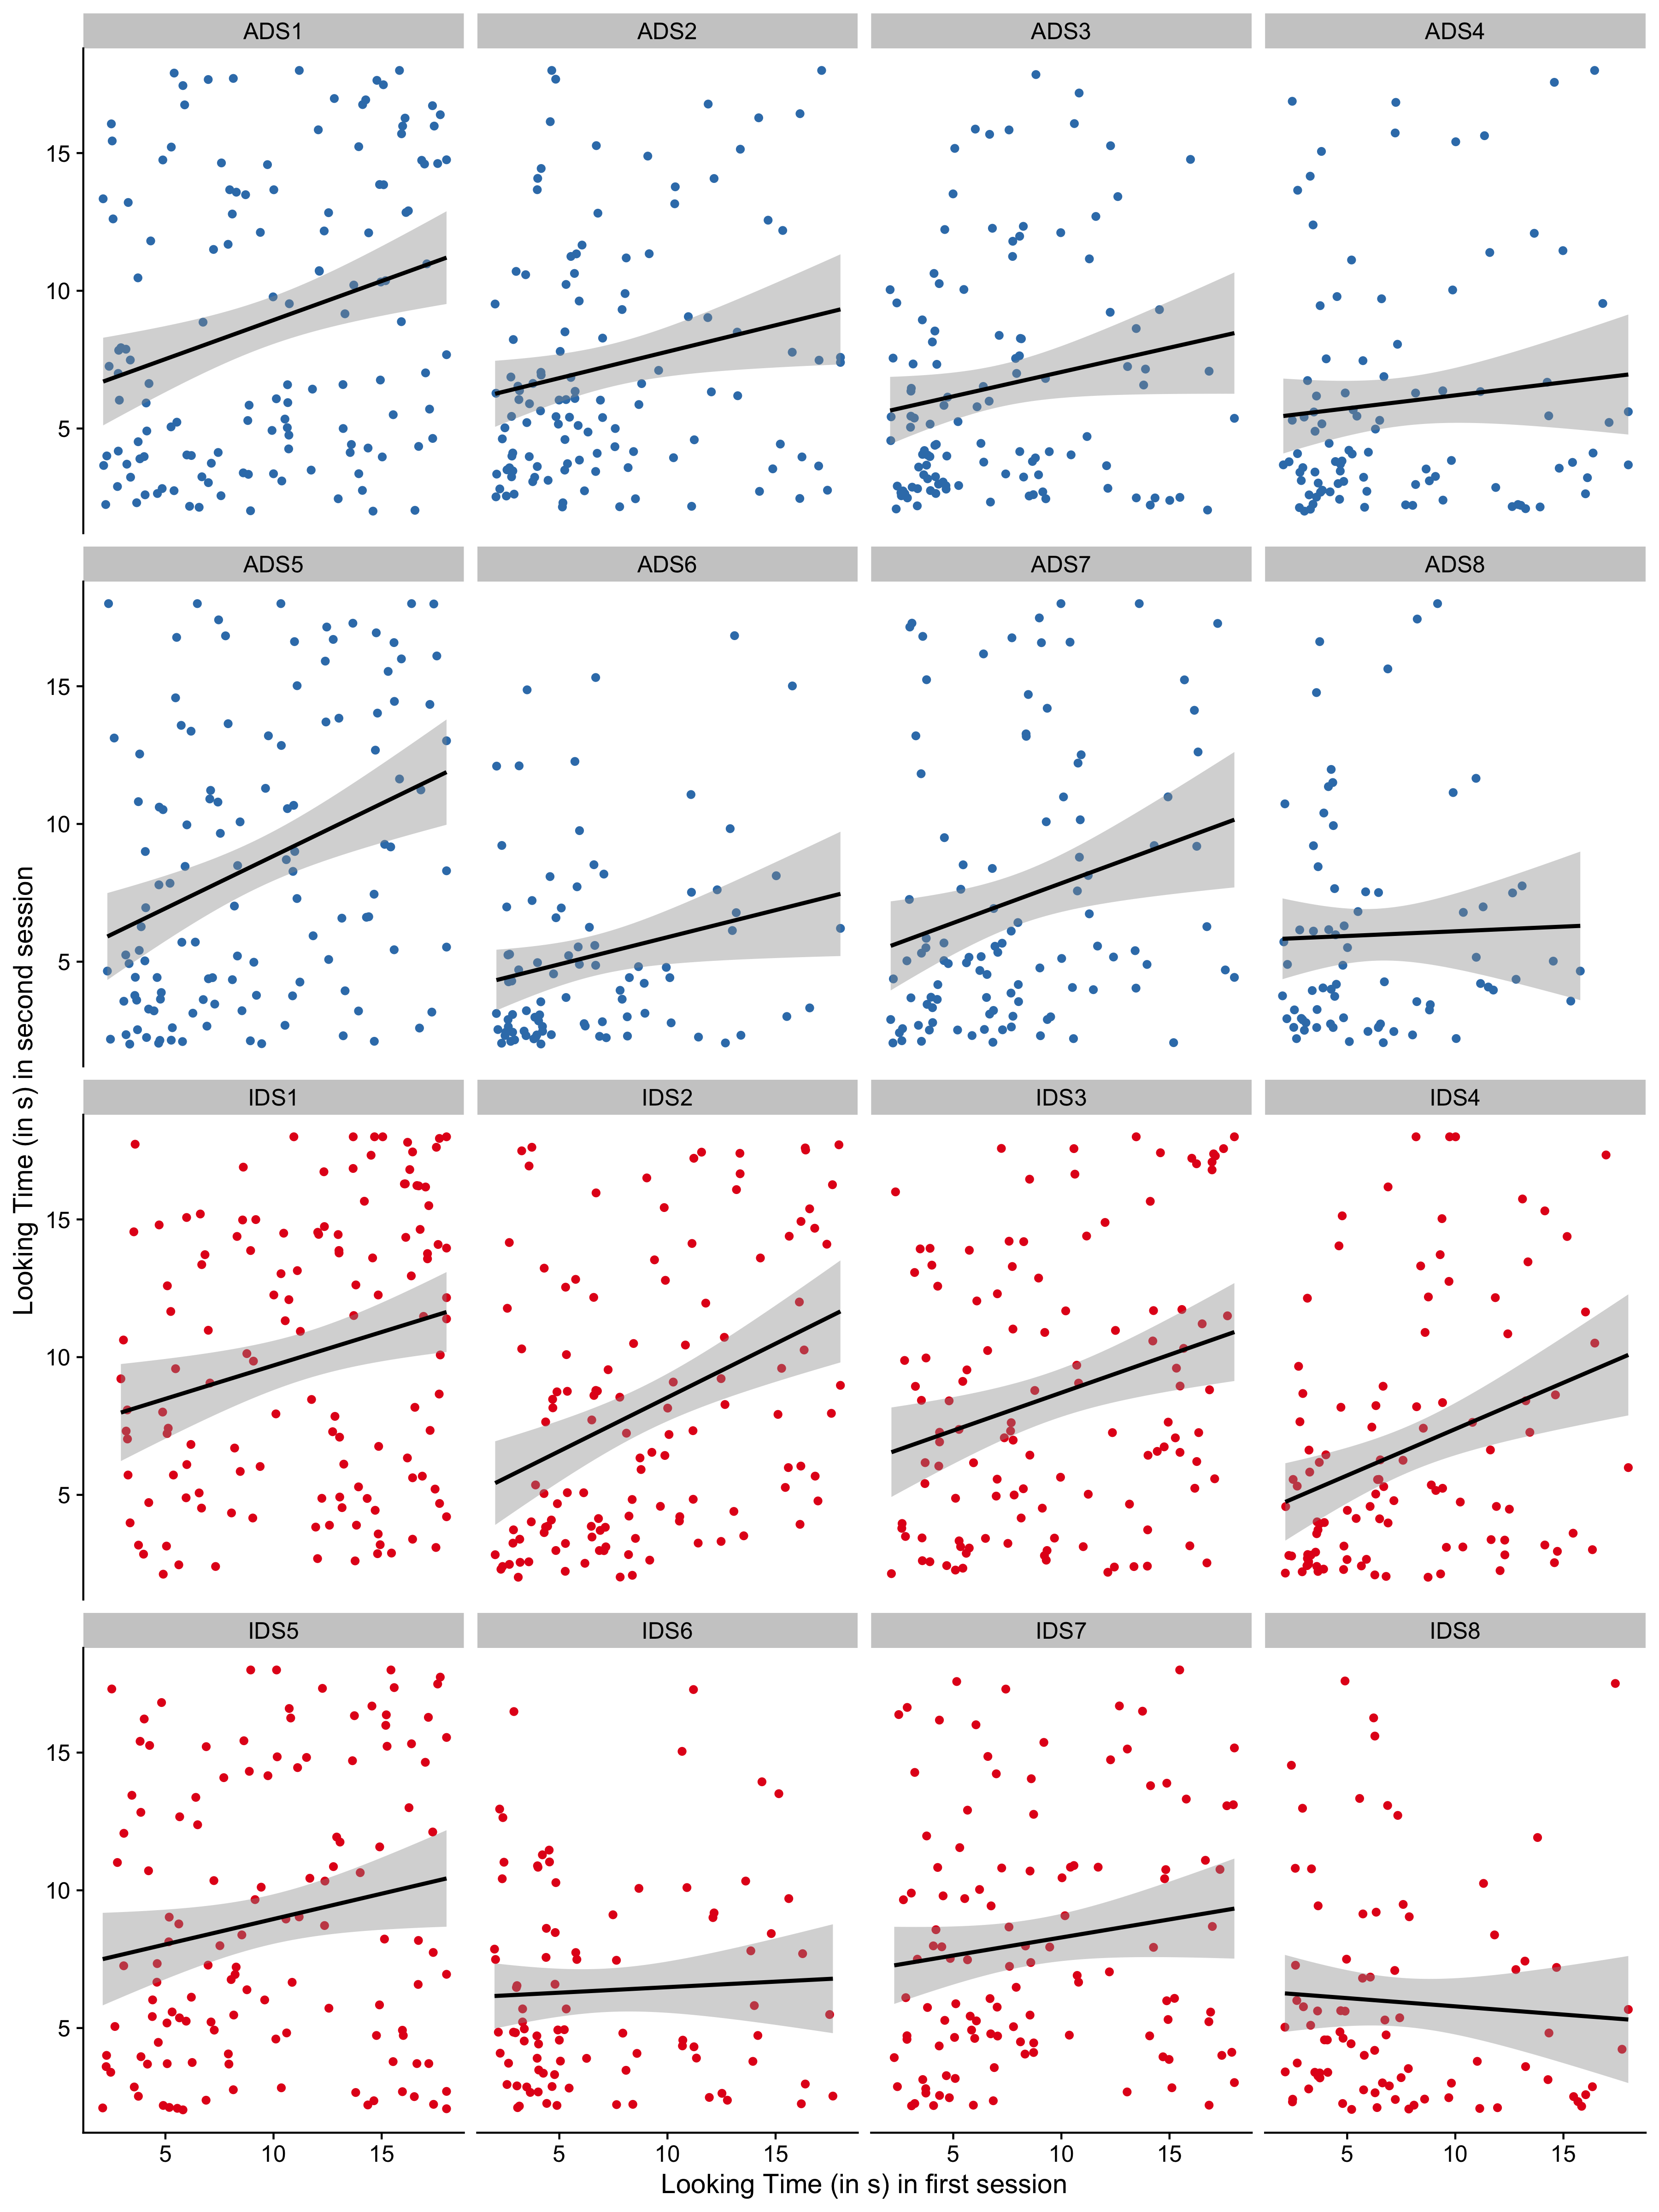 ADS1 ADS2 ADS3 ADS4
15
10
5
ADS5 ADS6 ADS7 ADS8
15
10
5
Looking Time (in s) in second session
IDS1 IDS2 IDS3 IDS4
15
10
5
IDS5 IDS6 IDS7 IDS8
15
10
5
5 10 15 5 10 15 5 10 15 5 10 15
Looking Time (in s) in first session